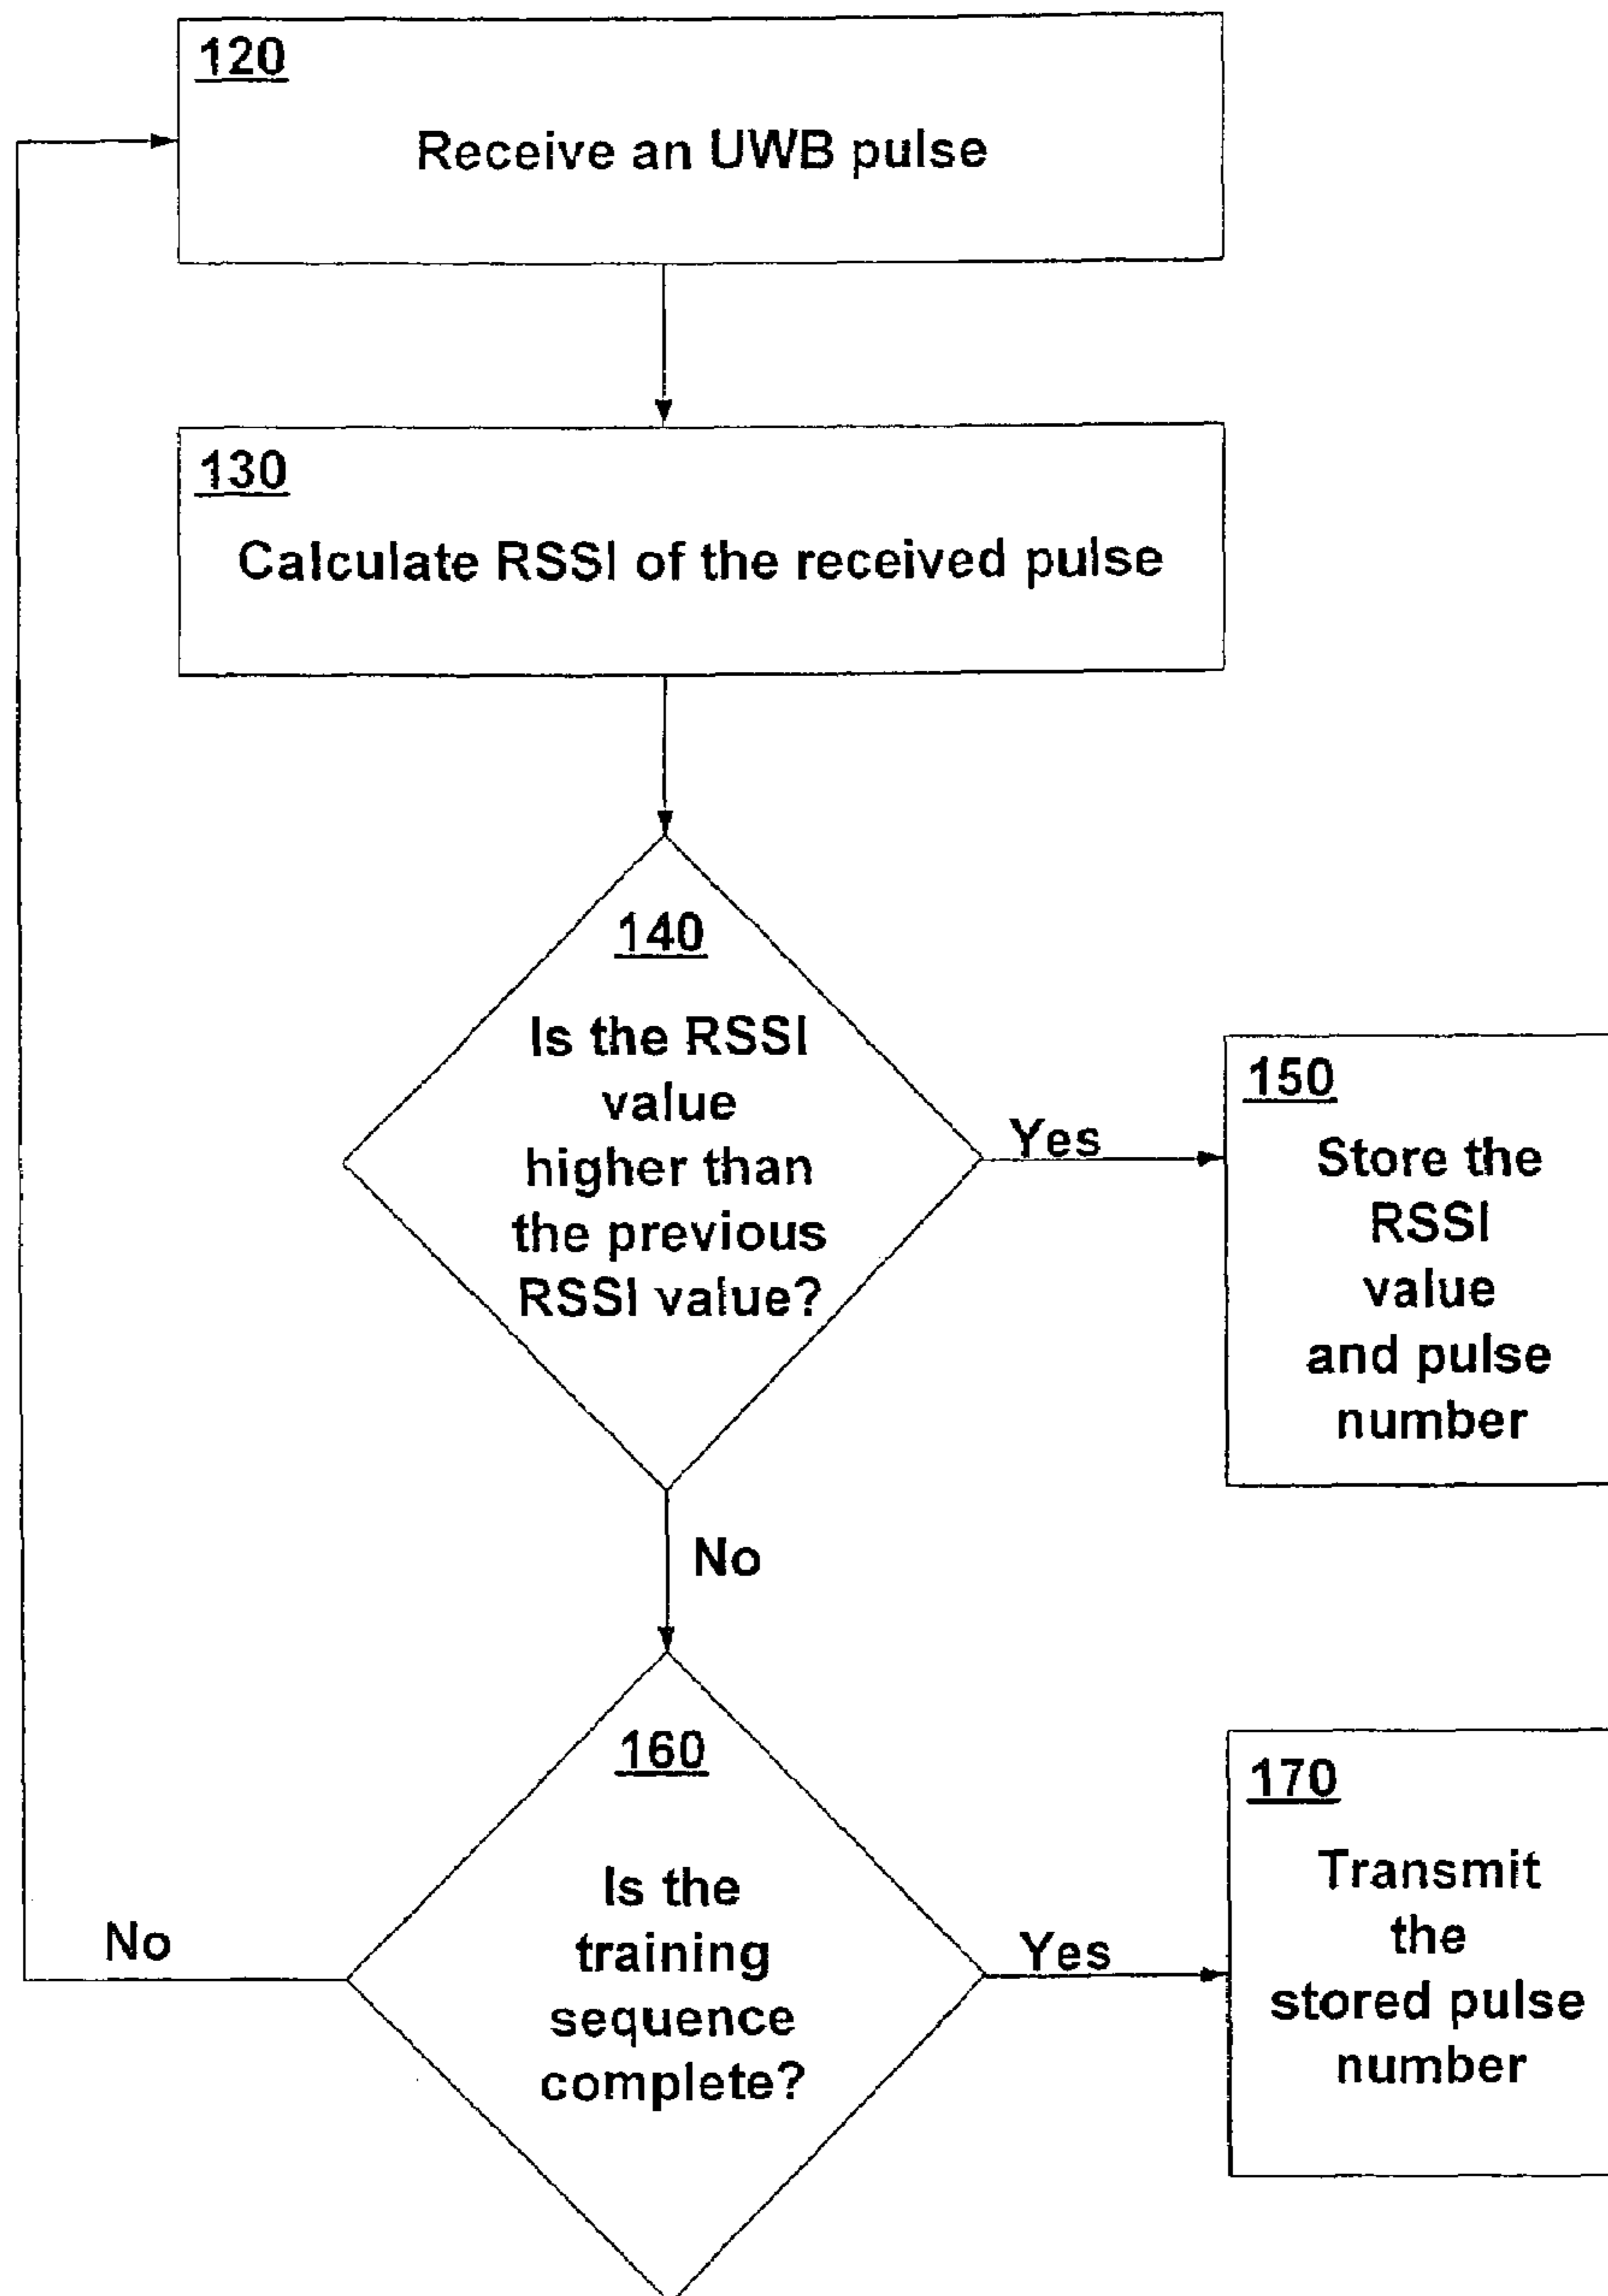 120
Receive an UWB pulse
130
Calculate RSSI of the received pulse
140
Is the RSSI
value
higher than
the previous
RSSI value?
Yes
150
Store the
RSSI
value
and pulse
number
No
160
Is the
training
sequence
complete?
No
Yes
170
Transmit
the
stored pulse
number